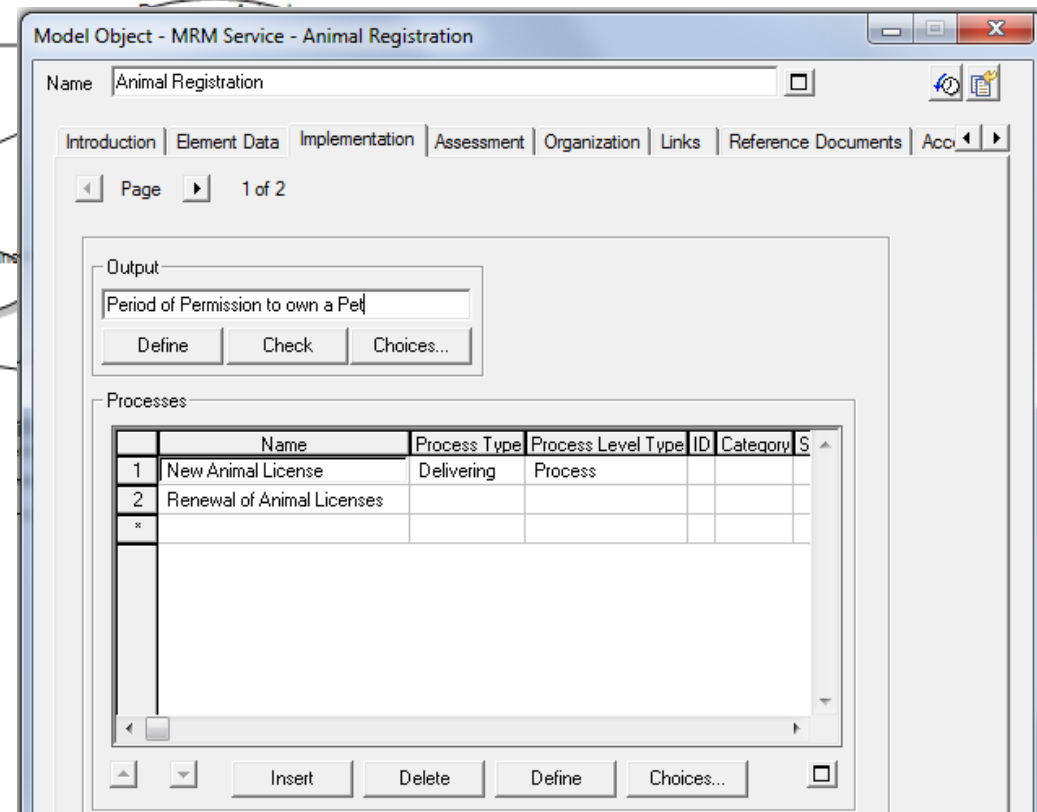 Model Object - MRM Service - Animal Registration
Name Animal Registration
Introduction Element Data Implementation Assessment Organization Links Reference Documents
Page 1 of 2
Output
Period of Permission to own a Pet
Define Check Choices...
Processes
Name Process Type Process Level Type ID Category S
1 New Animal License Delivering Process
2 Renewal of Animal Licenses
*
Insert Delete Define Choices...